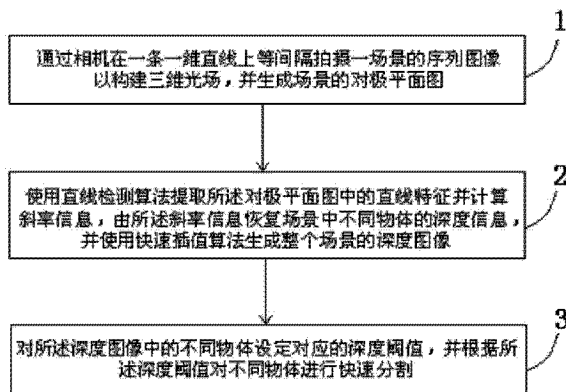 1
通过相机在一条一维直线上等间隔拍摄一场景的序列图像
以构建三维光场，并生成场景的对极平面图
2
使用直线检测算法提取所述对极平面图中的直线特征并计算
斜率信息，由所述斜率信息恢复场景中不同物体的深度信息，
并使用快速插值算法生成整个场景的深度图像
3
对所述深度图像中的不同物体设定对应的深度阈值，并根据所
述深度阈值对不同物体进行快速分割